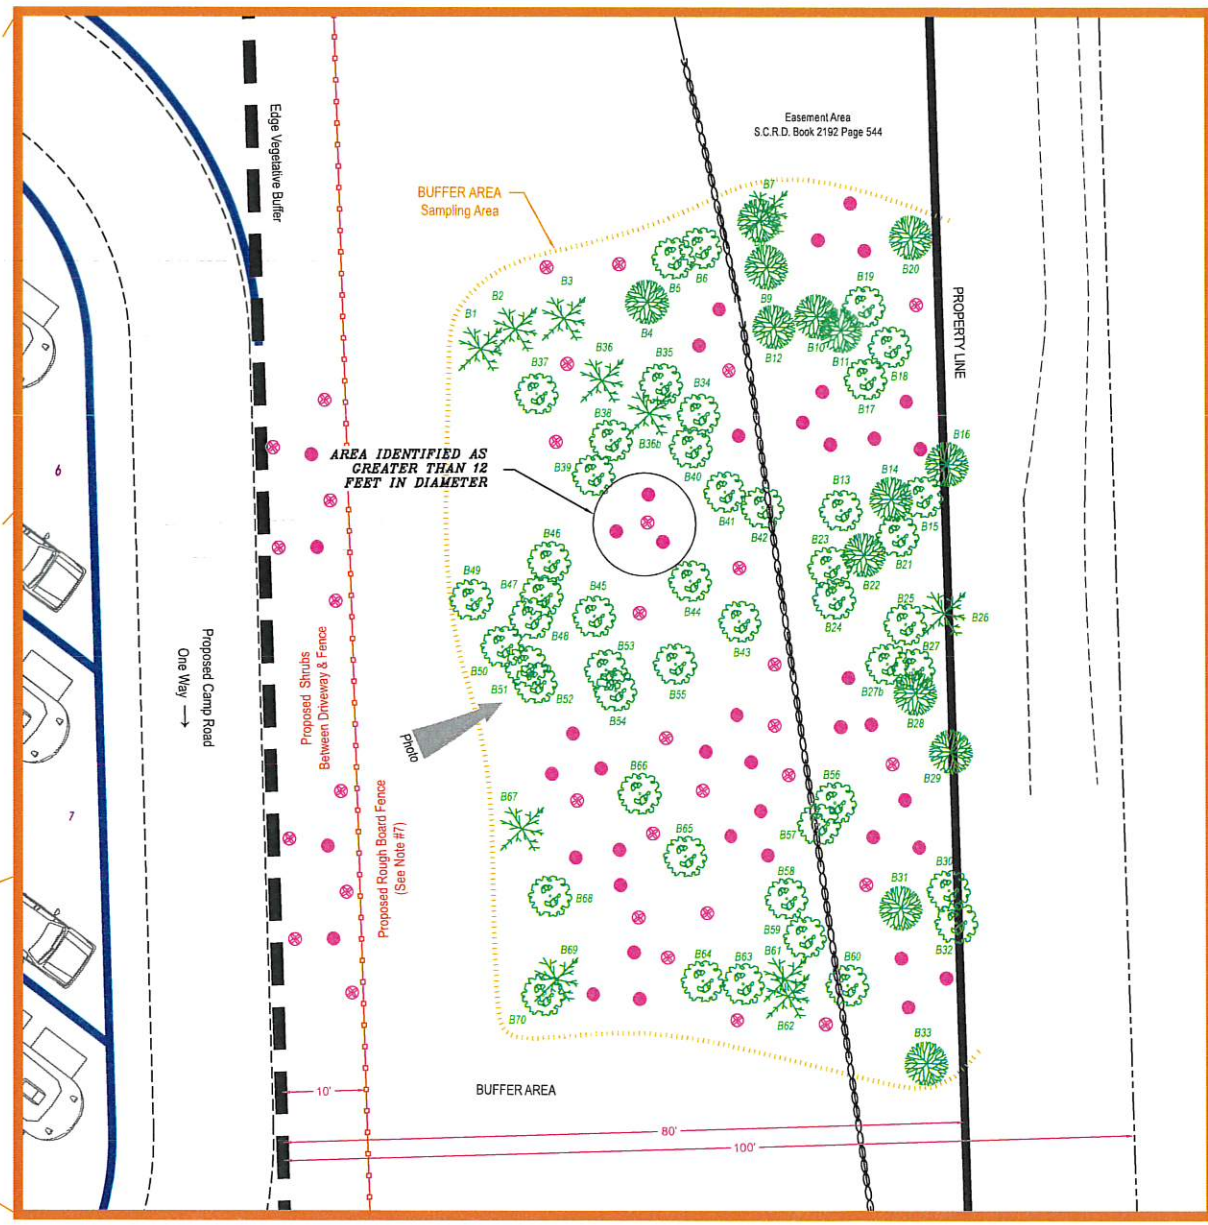 Easement Area
S.C.R.D. Book 2192 Page 544
Edge Vegetative Buffer
BUFFER AREA
Sampling Area
PROPERTY LINE
B7
B20
B6
B5
B19
B9
B3
B2
B1
B4
B12
B10
B11
B18
B37
B36
B35
B34
B17
B38
B36b
B16
AREA IDENTIFIED AS
GREATER THAN 12
FEET IN DIAMETER
B39
B40
B14
B13
B41
B42
B15
6
B46
B23
B21
B22
B49
B47
B45
B44
B25
B26
B24
B48
B43
B27
B53
B50
B51
B52
B55
B27b
B54
B28
Proposed Camp Road
One Way
Proposed Shrubs
Between Driveway & Fence
Photo
B29
B66
B56
B67
7
Proposed Rough Board Fence
(See Note #7)
B65
B57
B30
B58
B31
B68
B59
B32
B69
B64
B63
B61
B60
B70
B62
B33
BUFFER AREA
10'
80'
100'